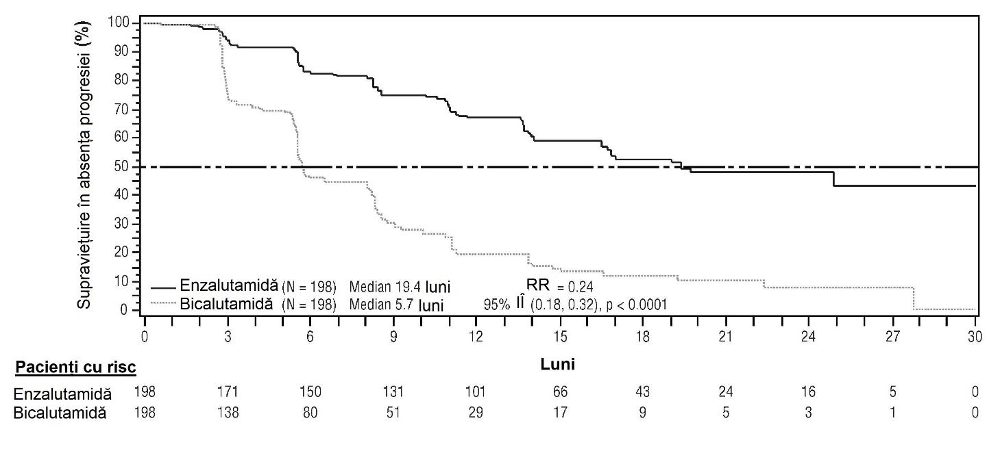 Supraviețuire în absența progresiei (%)
100
90
80
70
60
50
40
30
20
10
0
Enzalutamidă (N = 198) Median 19.4 luni RR = 0.24
Bicalutamidă (N = 198) Median 5.7 luni 95% IÎ (0.18, 0.32), p < 0.0001
0 3 6 9 12 15 18 21 24 27 30
Luni
Pacienți cu risc
Enzalutamidă 198 171 150 131 101 66 43 24 16 5 0
Bicalutamidă 198 138 80 51 29 17 9 5 3 1 0